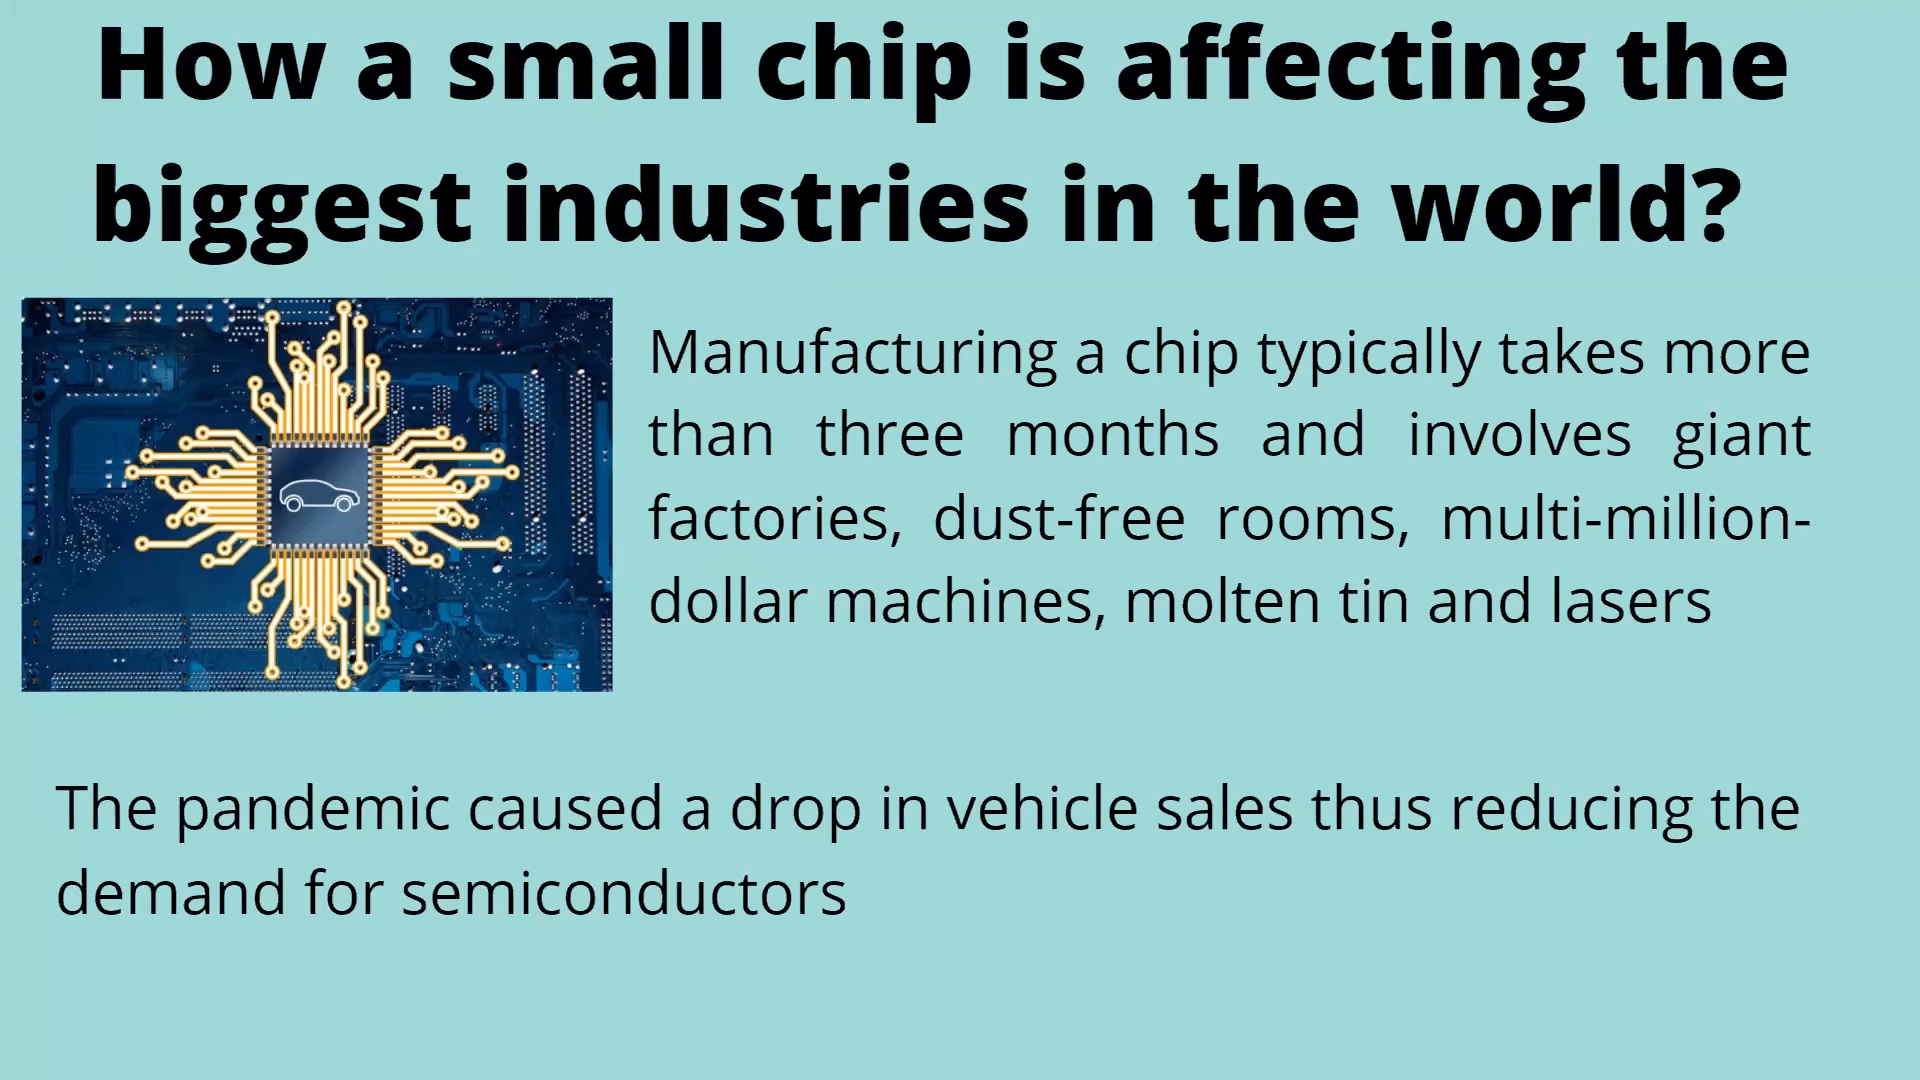 How a small chip is affecting the
biggest industries in the world?
Manufacturing a chip typically takes more
than three months and involves giant
factories, dust-free rooms, multi-million-
dollar machines, molten tin and lasers
The pandemic caused a drop in vehicle sales thus reducing the
demand for semiconductors